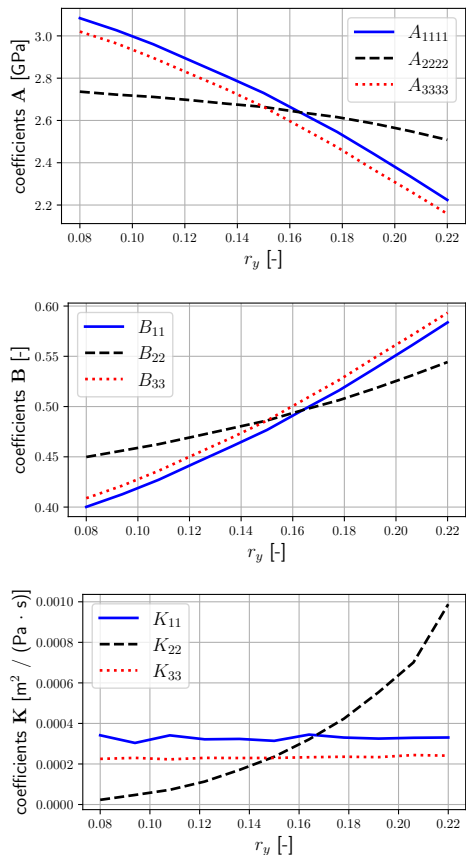 coefficients A [GPa]
3.0
2.8
2.6
2.4
2.2
A1111
A2222
A3333
0.08 0.10 0.12 0.14 0.16 0.18 0.20 0.22
ry [-]
coefficients B [-]
0.60
0.55
0.50
0.45
0.40
B11
B22
B33
0.08 0.10 0.12 0.14 0.16 0.18 0.20 0.22
ry [-]
coefficients K [m² / (Pa · s)]
0.0010
0.0008
0.0006
0.0004
0.0002
0.0000
K11
K22
K33
0.08 0.10 0.12 0.14 0.16 0.18 0.20 0.22
ry [-]